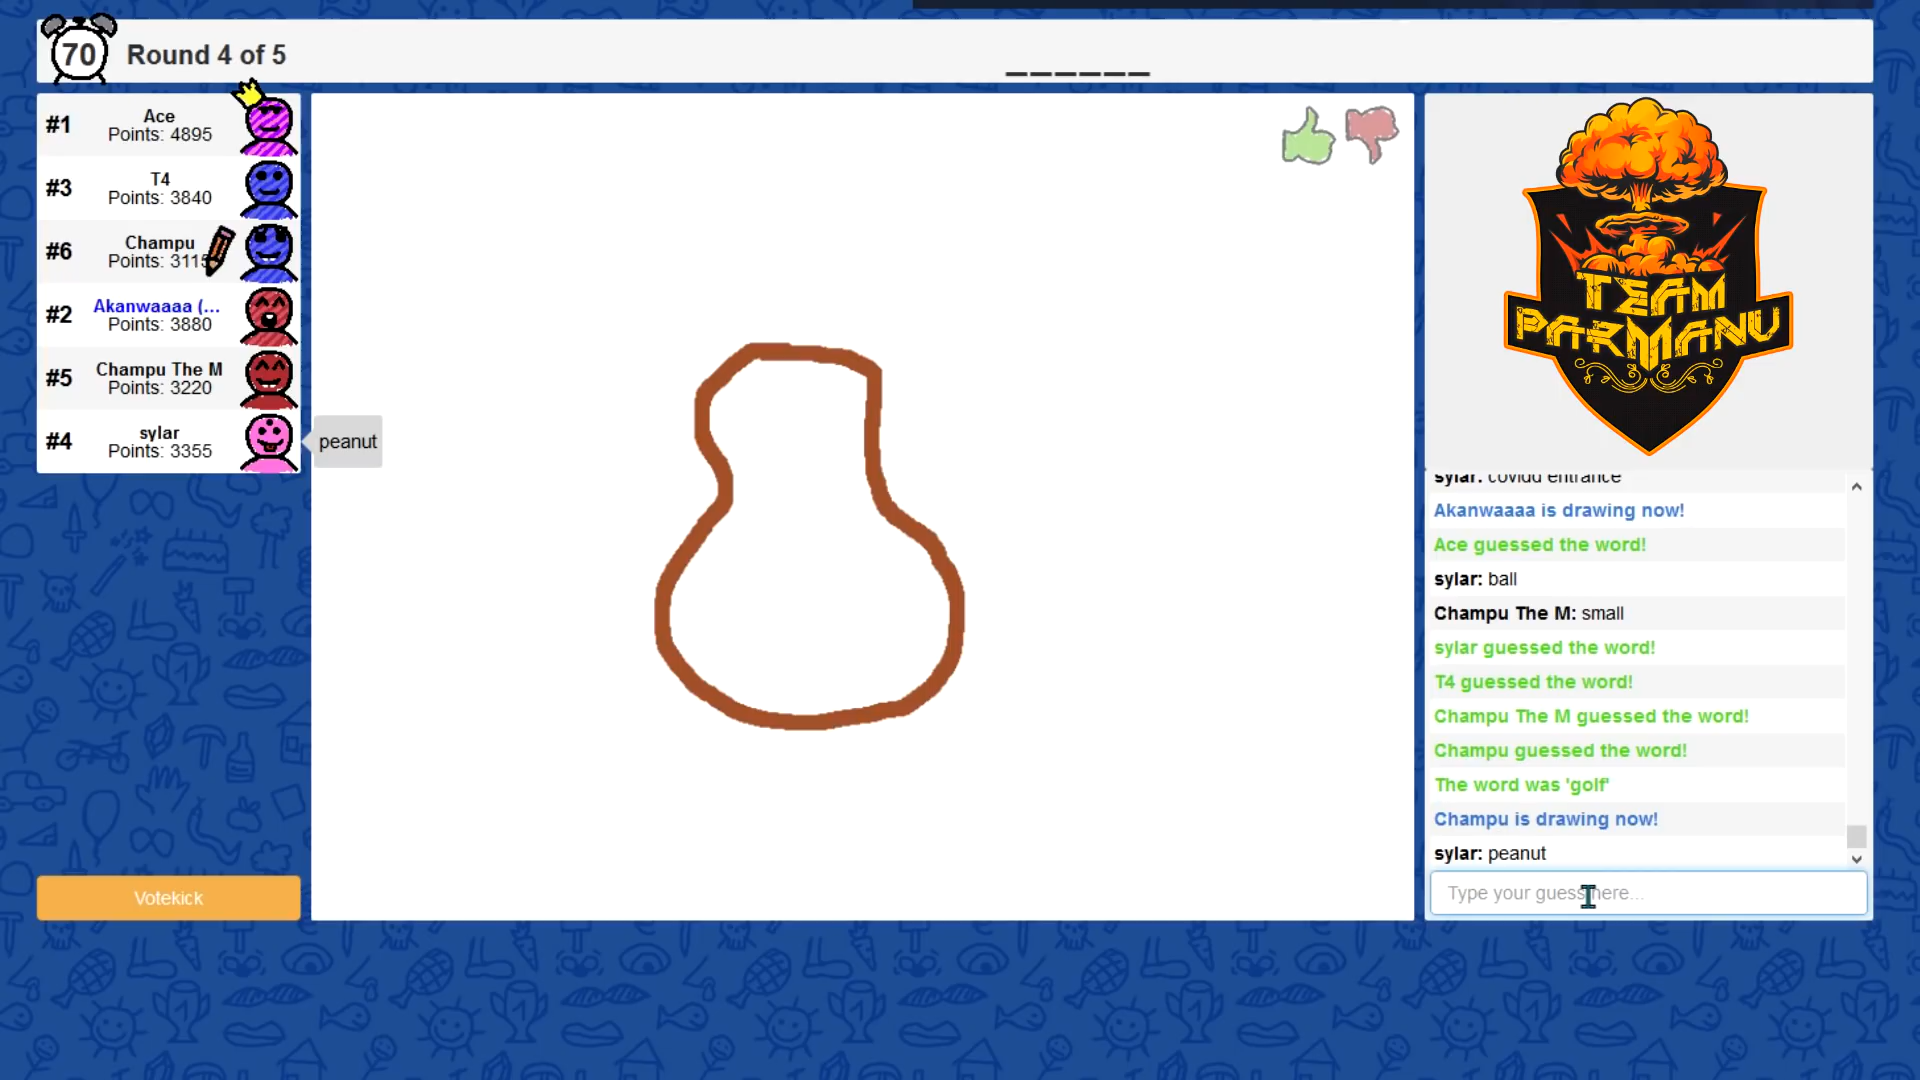 70
Round 4 of 5
______
#1
Ace
Points: 4895
#3
T4
Points: 3840
#6
Champu
Points: 3115
#2
Akanwaaaa (...
Points: 3880
#5
Champu The M
Points: 3220
#4
sylar
Points: 3355
peanut
Votekick
TEAM
PARMANU
sylar: covidd entrance
Akanwaaaa is drawing now!
Ace guessed the word!
sylar: ball
Champu The M: small
sylar guessed the word!
T4 guessed the word!
Champu The M guessed the word!
Champu guessed the word!
The word was 'golf'
Champu is drawing now!
sylar: peanut
Type your guess here...